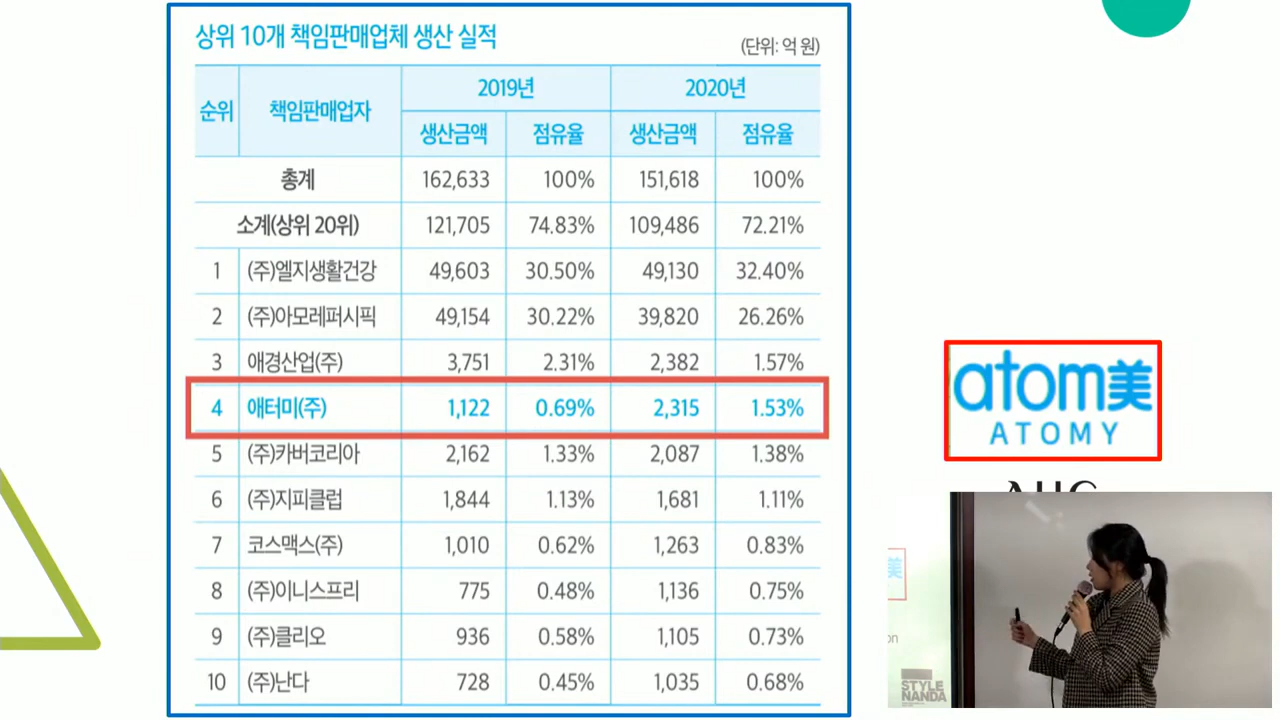 상위 10개 책임판매업체 생산 실적
(단위: 억 원)
순위 책임판매업자 2019년 2020년
생산금액 점유율 생산금액 점유율
총계 162,633 100% 151,618 100%
소계(상위 20위) 121,705 74.83% 109,486 72.21%
1 (주)엘지생활건강 49,603 30.50% 49,130 32.40%
2 (주)아모레퍼시픽 49,154 30.22% 39,820 26.26%
3 애경산업(주) 3,751 2.31% 2,382 1.57%
4 애터미(주) 1,122 0.69% 2,315 1.53%
5 (주)카버코리아 2,162 1.33% 2,087 1.38%
6 (주)지피클럽 1,844 1.13% 1,681 1.11%
7 코스맥스(주) 1,010 0.62% 1,263 0.83%
8 (주)이니스프리 775 0.48% 1,136 0.75%
9 (주)클리오 936 0.58% 1,105 0.73%
10 (주)난다 728 0.45% 1,035 0.68%
atom美
ATOMY
美
on
STYLE
NANDA